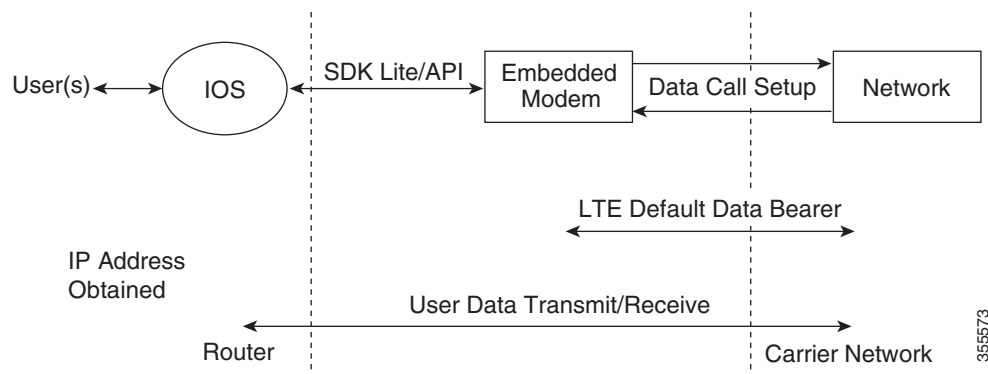 User(s)
IOS
SDK Lite/API
Embedded
Modem
Data Call Setup
Network
LTE Default Data Bearer
IP Address
Obtained
User Data Transmit/Receive
Router
Carrier Network
355573